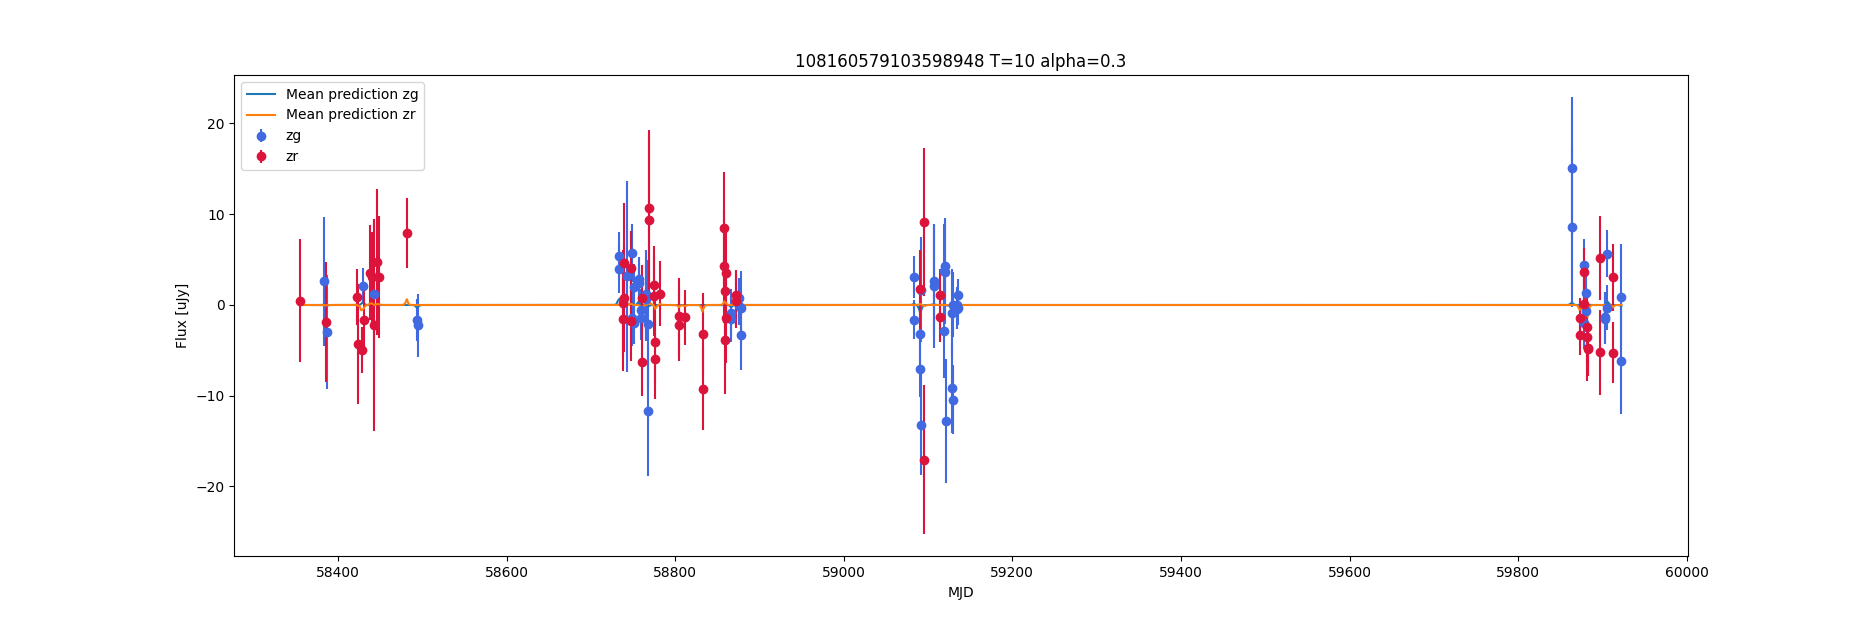 108160579103598948 T=10 alpha=0.3
Mean prediction zg
Mean prediction zr
zg
zr
20
10
0
−10
−20
Flux [uJy]
58400
58600
58800
59000
59200
59400
59600
59800
60000
MJD